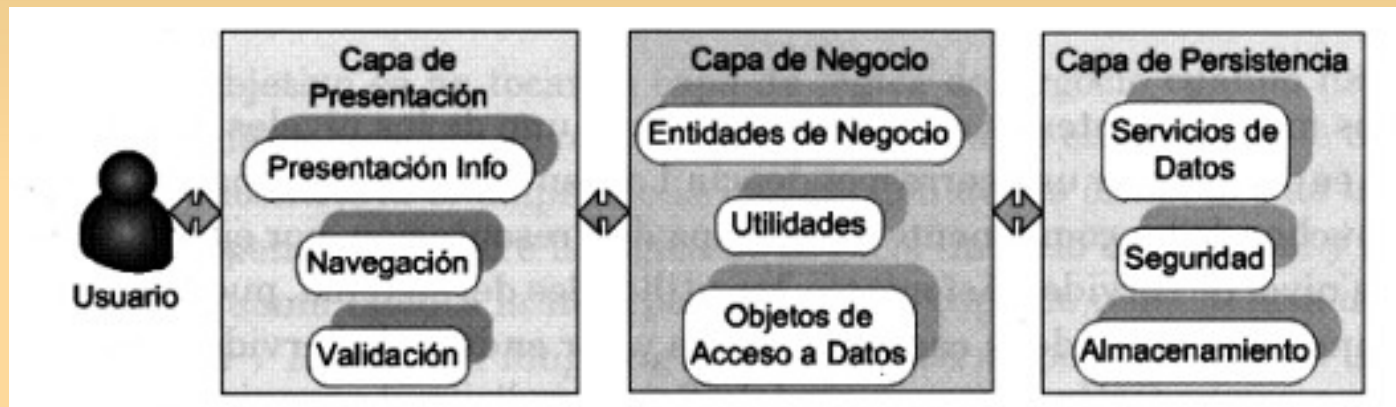 Usuario
Capa de
Presentación
Presentación Info
Navegación
Validación
Capa de Negocio
Entidades de Negocio
Utilidades
Objetos de
Acceso a Datos
Capa de Persistencia
Servicios de
Datos
Seguridad
Almacenamiento